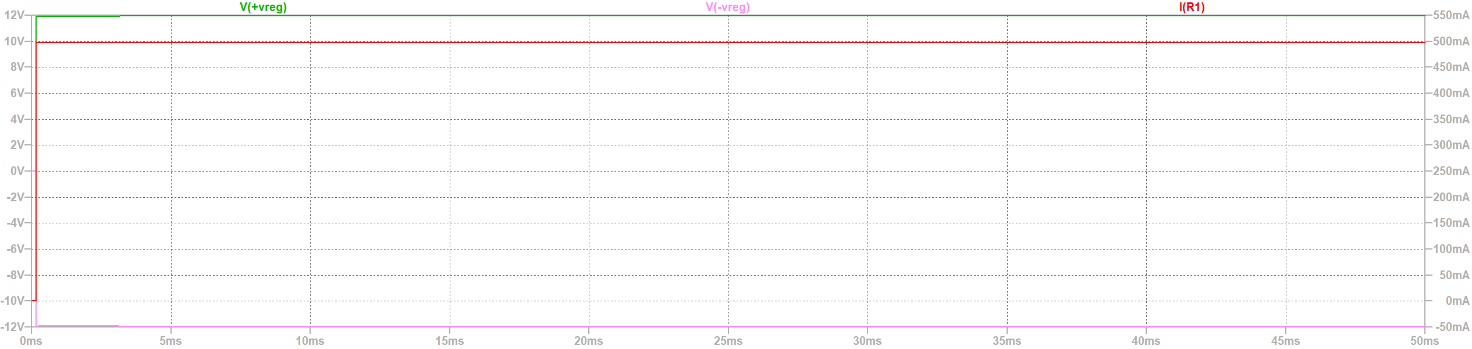 V(+vreg) V(-vreg) I(R1)
12V 550mA
10V 500mA
8V 450mA
6V 400mA
4V 350mA
2V 300mA
0V 250mA
-2V 200mA
-4V 150mA
-6V 100mA
-8V 50mA
-10V 0mA
-12V -50mA
0ms 5ms 10ms 15ms 20ms 25ms 30ms 35ms 40ms 45ms 50ms